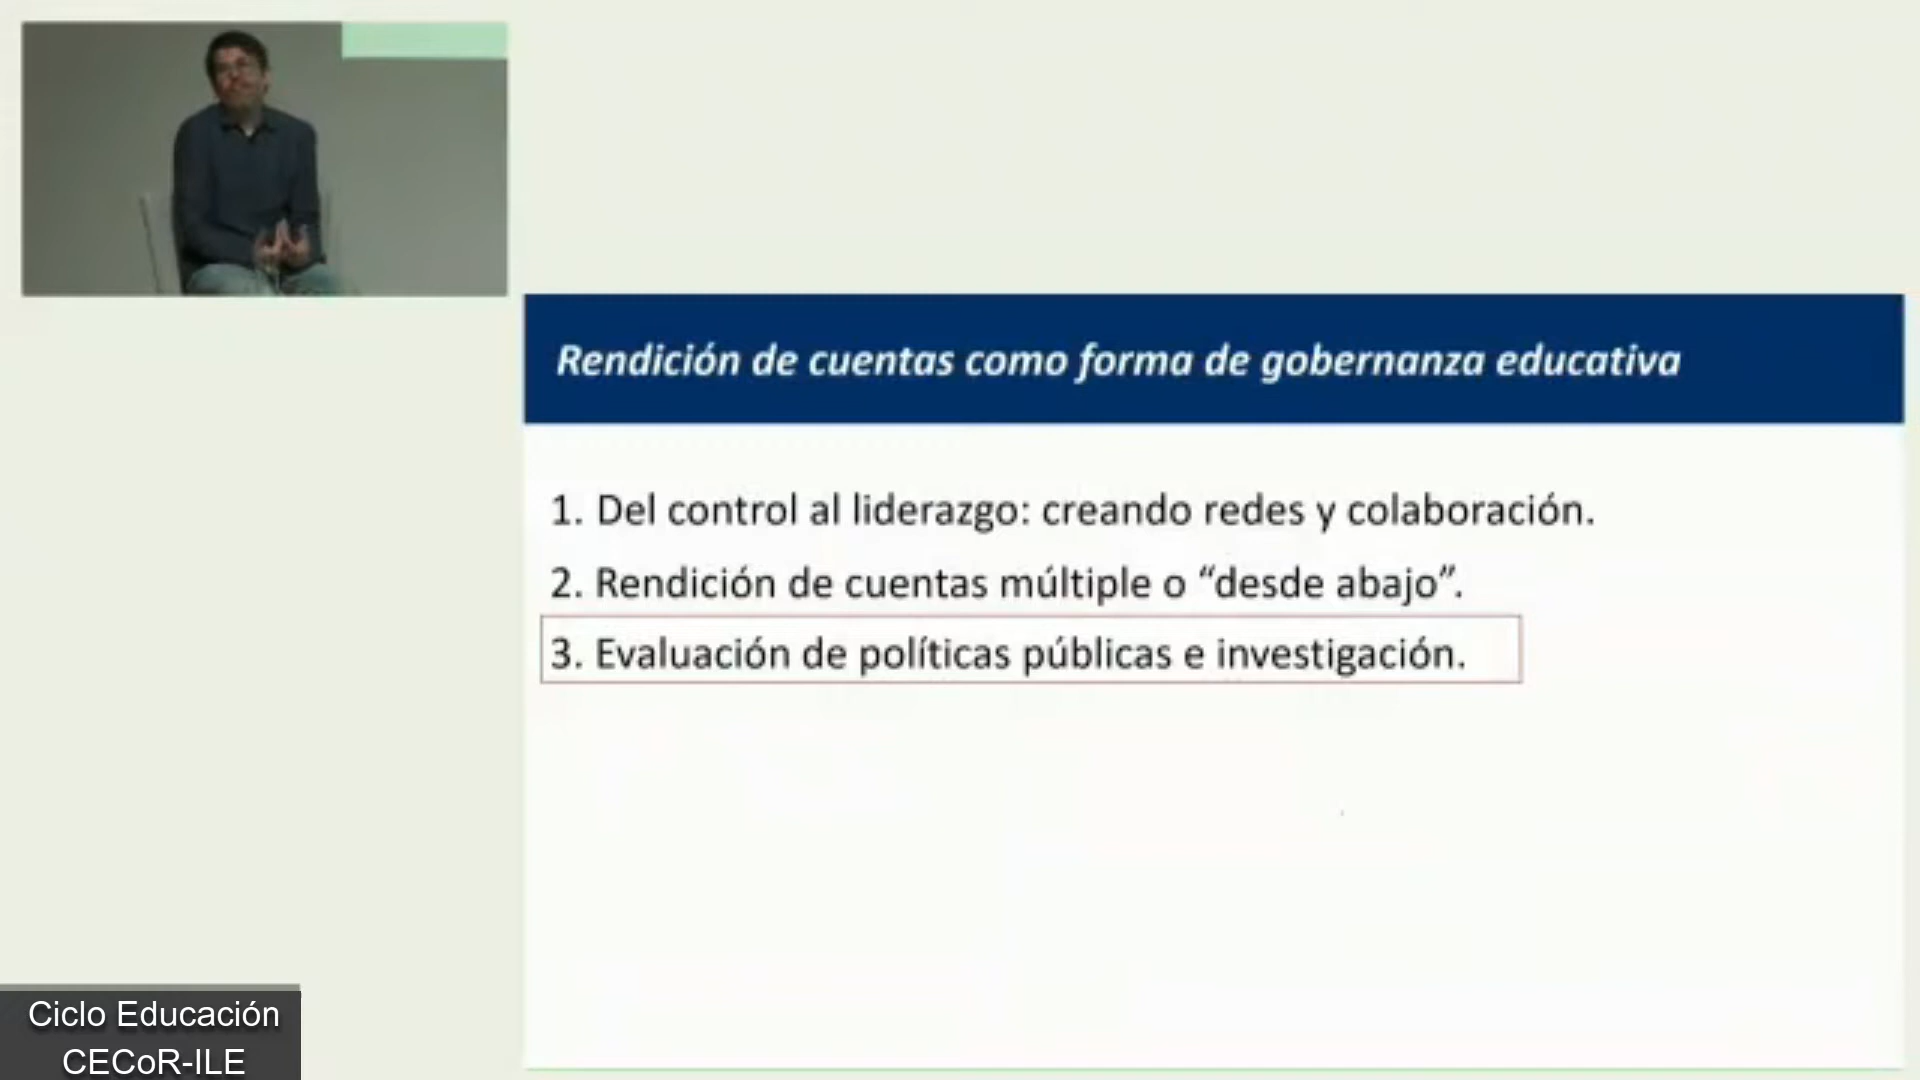 Rendición de cuentas como forma de gobernanza educativa
1. Del control al liderazgo: creando redes y colaboración.
2. Rendición de cuentas múltiple o “desde abajo”.
3. Evaluación de políticas públicas e investigación.
Ciclo Educación
CECoR-ILE